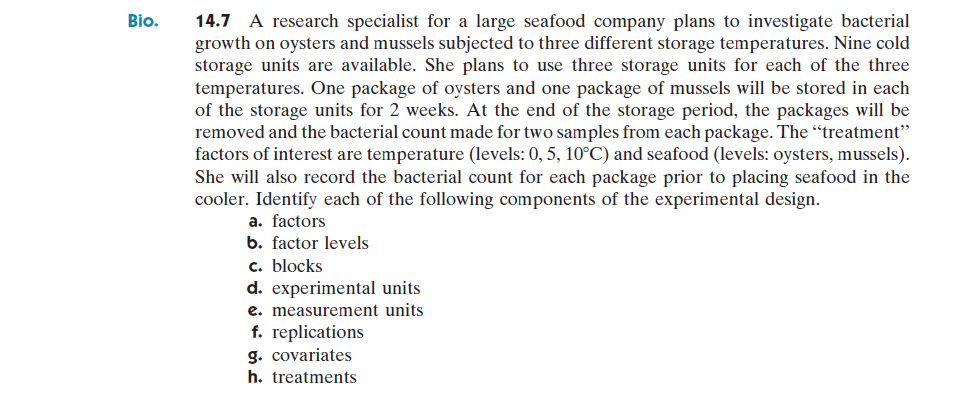 Bio. 14.7 A research specialist for a large seafood company plans to investigate bacterial
growth on oysters and mussels subjected to three different storage temperatures. Nine cold
storage units are available. She plans to use three storage units for each of the three
temperatures. One package of oysters and one package of mussels will be stored in each
of the storage units for 2 weeks. At the end of the storage period, the packages will be
removed and the bacterial count made for two samples from each package. The “treatment”
factors of interest are temperature (levels: 0, 5, 10°C) and seafood (levels: oysters, mussels).
She will also record the bacterial count for each package prior to placing seafood in the
cooler. Identify each of the following components of the experimental design.
a. factors
b. factor levels
c. blocks
d. experimental units
e. measurement units
f. replications
g. covariates
h. treatments